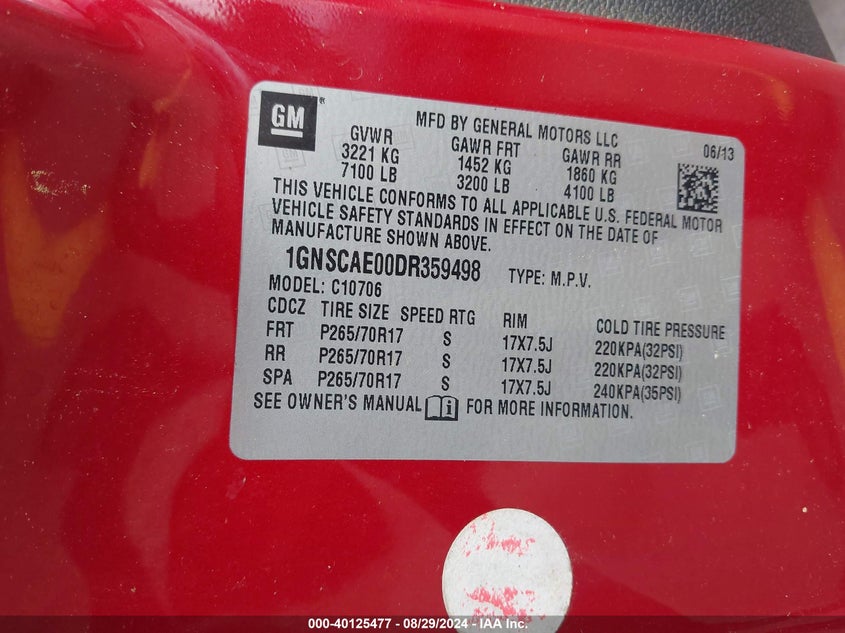 GM
®
MFD BY GENERAL MOTORS LLC
06/13
GVWR GAWR FRT GAWR RR
3221 KG 1452 KG 1860 KG
7100 LB 3200 LB 4100 LB
THIS VEHICLE CONFORMS TO ALL APPLICABLE U.S. FEDERAL MOTOR
VEHICLE SAFETY STANDARDS IN EFFECT ON THE DATE OF
MANUFACTURE SHOWN ABOVE.
1GNSCAE00DR359498 TYPE: M.P.V.
MODEL: C10706
CDCZ TIRE SIZE SPEED RTG RIM COLD TIRE PRESSURE
FRT P265/70R17 S 17X7.5J 220KPA(32PSI)
RR P265/70R17 S 17X7.5J 220KPA(32PSI)
SPA P265/70R17 S 17X7.5J 240KPA(35PSI)
SEE OWNER'S MANUAL i FOR MORE INFORMATION.
000-40125477 - 08/29/2024 - IAA Inc.